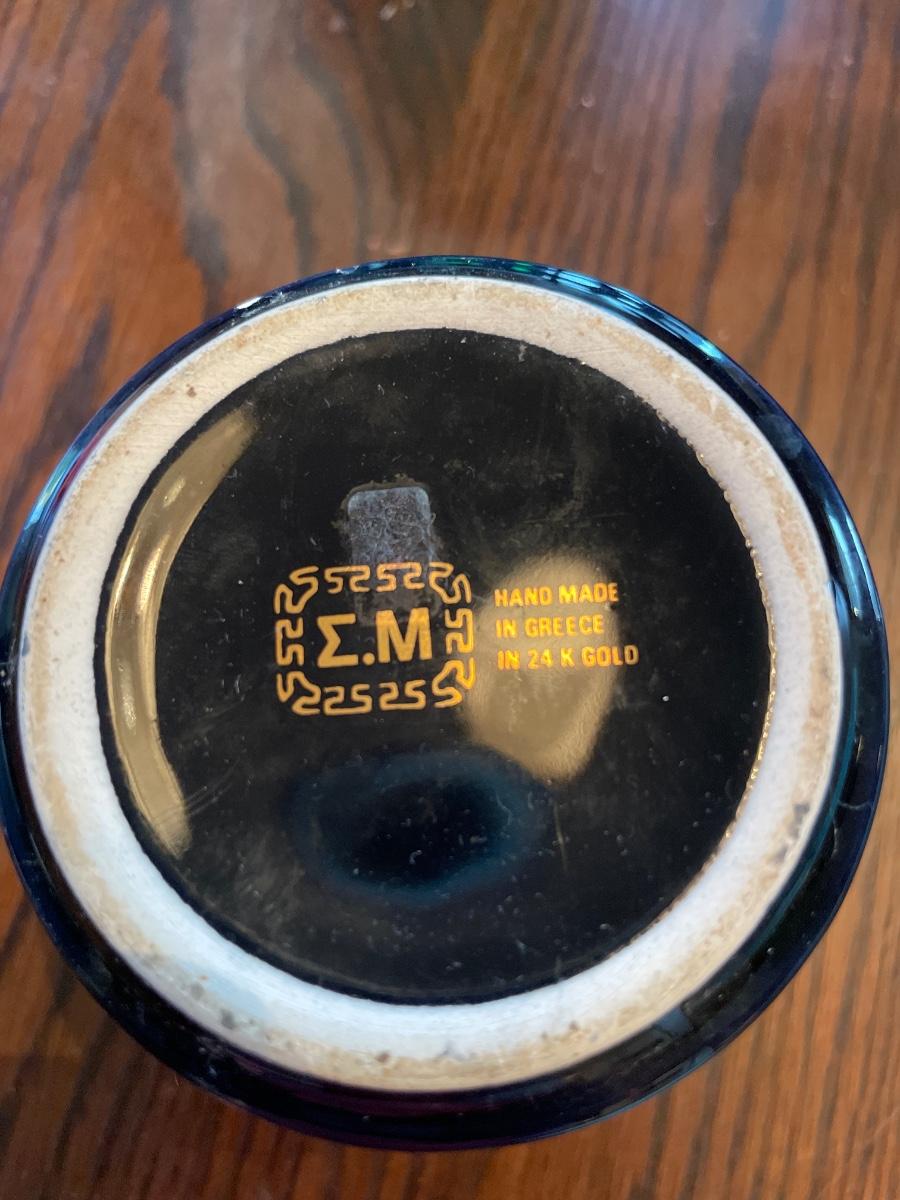 Σ.M
HAND MADE
IN GREECE
IN 24 K GOLD